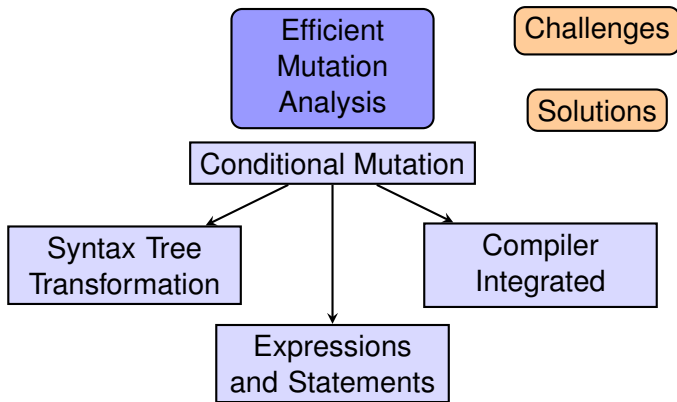 Efficient
Mutation
Analysis
Challenges
Solutions
Conditional Mutation
Syntax Tree
Transformation
Compiler
Integrated
Expressions
and Statements